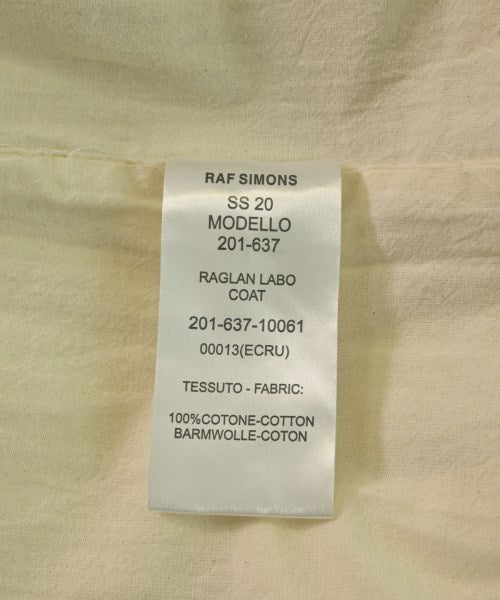 RAF SIMONS
SS 20
MODELLO
201-637
RAGLAN LABO
COAT
201-637-10061
00013(ECRU)
TESSUTO - FABRIC:
100%COTONE-COTTON
BARMWOLLE-COTON